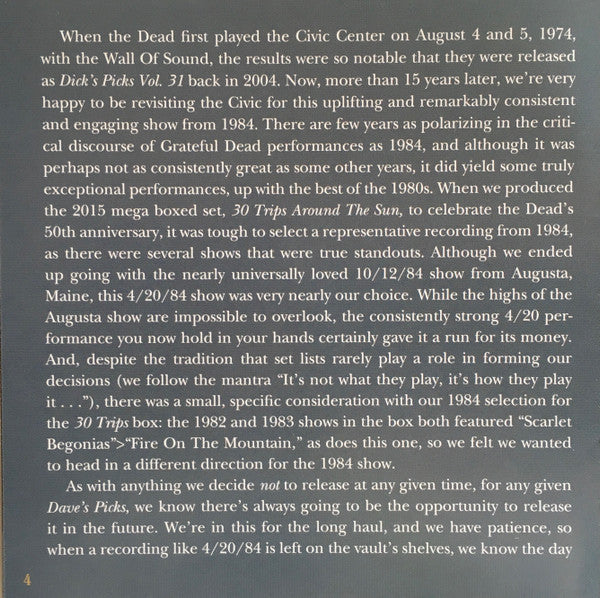 When the Dead first played the Civic Center on August 4 and 5, 1974,
with the Wall Of Sound, the results were so notable that they were released
as Dick's Picks Vol. 31 back in 2004. Now, more than 15 years later, we're very
happy to be revisiting the Civic for this uplifting and remarkably consistent
and engaging show from 1984. There are few years as polarizing in the criti-
cal discourse of Grateful Dead performances as 1984, and although it was
perhaps not as consistently great as some other years, it did yield some truly
exceptional performances, up with the best of the 1980s. When we produced
the 2015 mega boxed set, 30 Trips Around The Sun, to celebrate the Dead's
50th anniversary, it was tough to select a representative recording from 1984,
as there were several shows that were true standouts. Although we ended
up going with the nearly universally loved 10/12/84 show from Augusta,
Maine, this 4/20/84 show was very nearly our choice. While the highs of the
Augusta show are impossible to overlook, the consistently strong 4/20 per-
formance you now hold in your hands certainly gave it a run for its money.
And, despite the tradition that set lists rarely play a role in forming our
decisions (we follow the mantra "It's not what they play, it's how they play
it . . ."), there was a small, specific consideration with our 1984 selection for
the 30 Trips box: the 1982 and 1983 shows in the box both featured "Scarlet
Begonias">"Fire On The Mountain," as does this one, so we felt we wanted
to head in a different direction for the 1984 show.
As with anything we decide not to release at any given time, for any given
Dave's Picks, we know there's always going to be the opportunity to release
it in the future. We're in this for the long haul, and we have patience, so
when a recording like 4/20/84 is left on the vault's shelves, we know the day
4